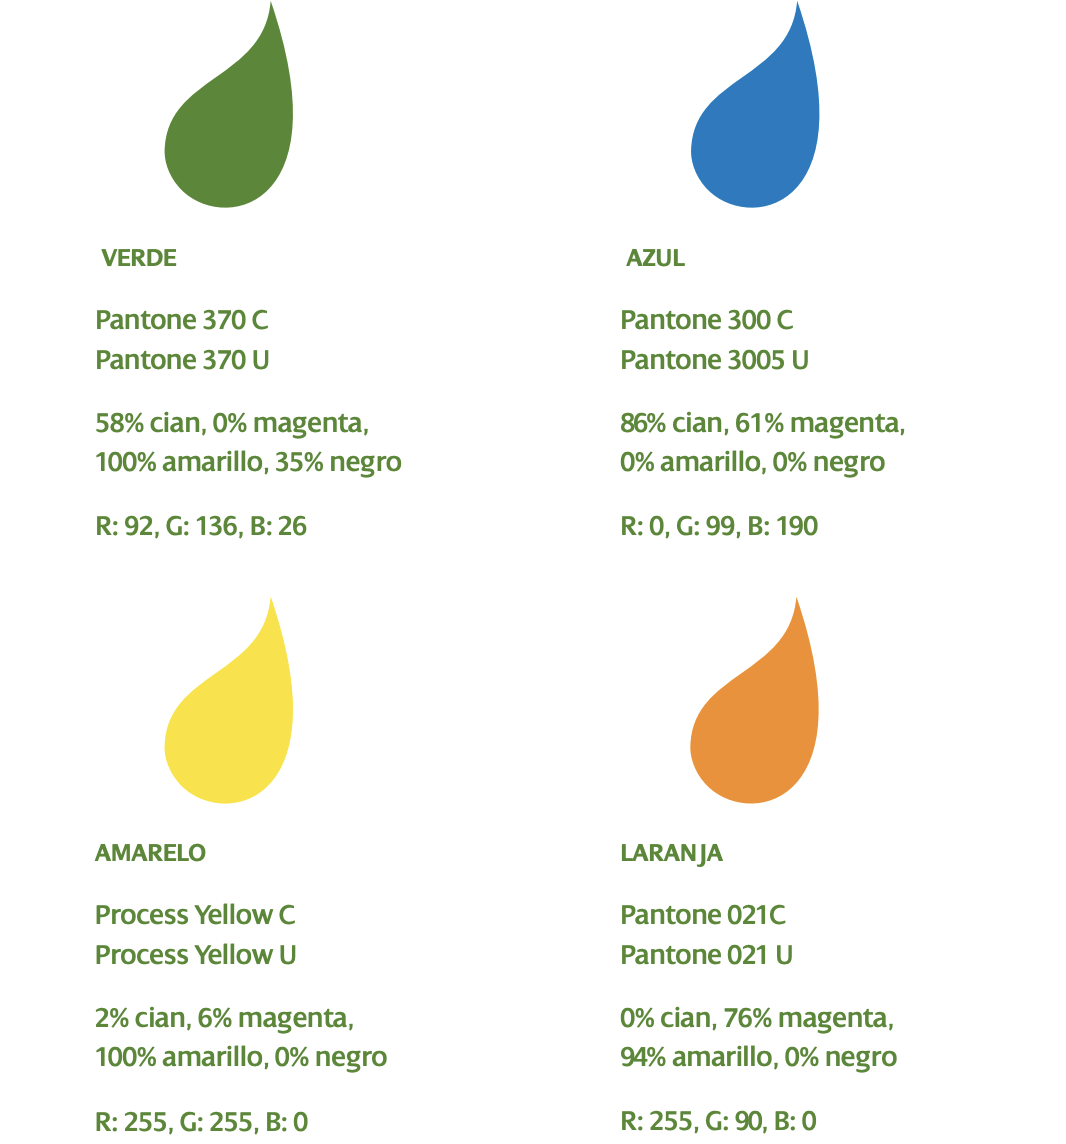 VERDE
Pantone 370 C
Pantone 370 U
58% cian, 0% magenta,
100% amarillo, 35% negro
R: 92, G: 136, B: 26
AZUL
Pantone 300 C
Pantone 3005 U
86% cian, 61% magenta,
0% amarillo, 0% negro
R: 0, G: 99, B: 190
AMARELO
Process Yellow C
Process Yellow U
2% cian, 6% magenta,
100% amarillo, 0% negro
R: 255, G: 255, B: 0
LARANJA
Pantone 021C
Pantone 021 U
0% cian, 76% magenta,
94% amarillo, 0% negro
R: 255, G: 90, B: 0